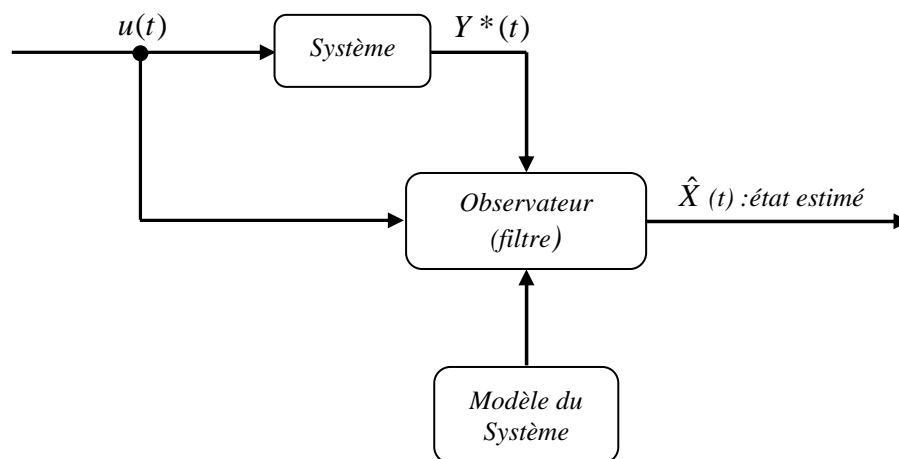 u(t)
Système
Y*(t)
Observateur
(filtre)
X̂ (t) :état estimé
Modèle du
Système